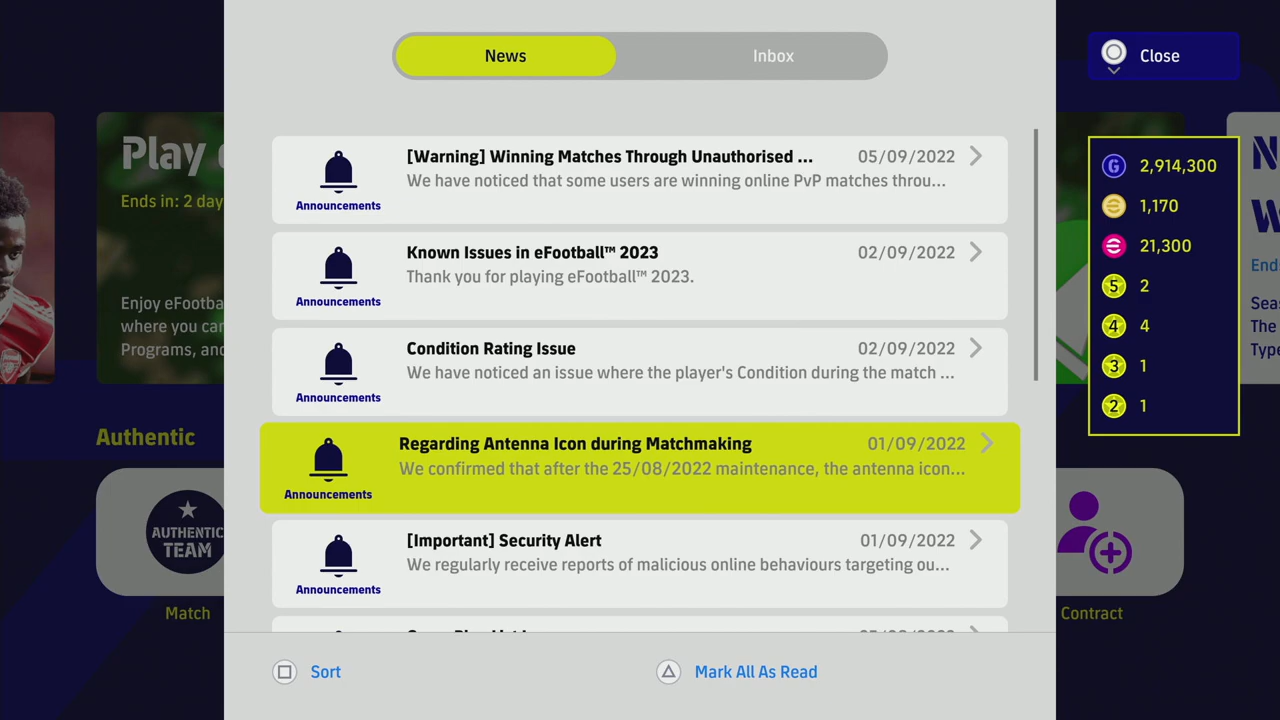 News
Inbox
Close
Play
Ends in: 2 day
Enjoy eFootba
where you can
Programs, and
[Warning] Winning Matches Through Unauthorised ...
05/09/2022
We have noticed that some users are winning online PvP matches throu...
Announcements
Known Issues in eFootball™ 2023
02/09/2022
Thank you for playing eFootball™ 2023.
Announcements
Condition Rating Issue
02/09/2022
We have noticed an issue where the player's Condition during the match ...
Announcements
Regarding Antenna Icon during Matchmaking
01/09/2022
We confirmed that after the 25/08/2022 maintenance, the antenna icon...
Announcements
[Important] Security Alert
01/09/2022
We regularly receive reports of malicious online behaviours targeting ou...
Announcements
G 2,914,300
1,170
21,300
5 2
4 4
3 1
2 1
N
W
Ends
Seas
The
Type
Authentic
AUTHENTIC
TEAM
Match
Contract
Sort
Mark All As Read